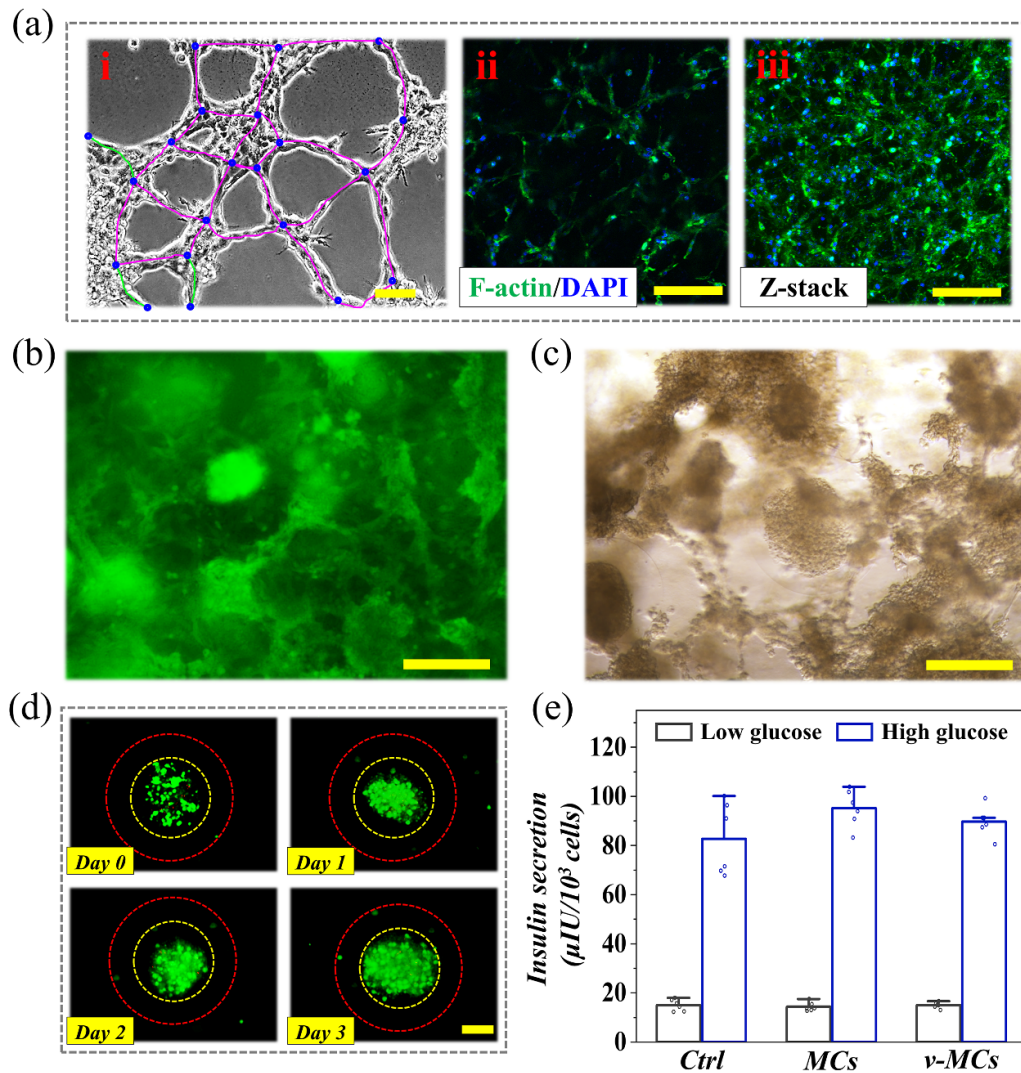 (a)
i
ii
iii
F-actin/DAPI
Z-stack
(b)
(c)
(d)
Day 0
Day 1
Day 2
Day 3
(e)
Low glucose
High glucose
Insulin secretion
(μIU/10³ cells)
120
100
80
60
40
20
0
Ctrl
MCs
v-MCs